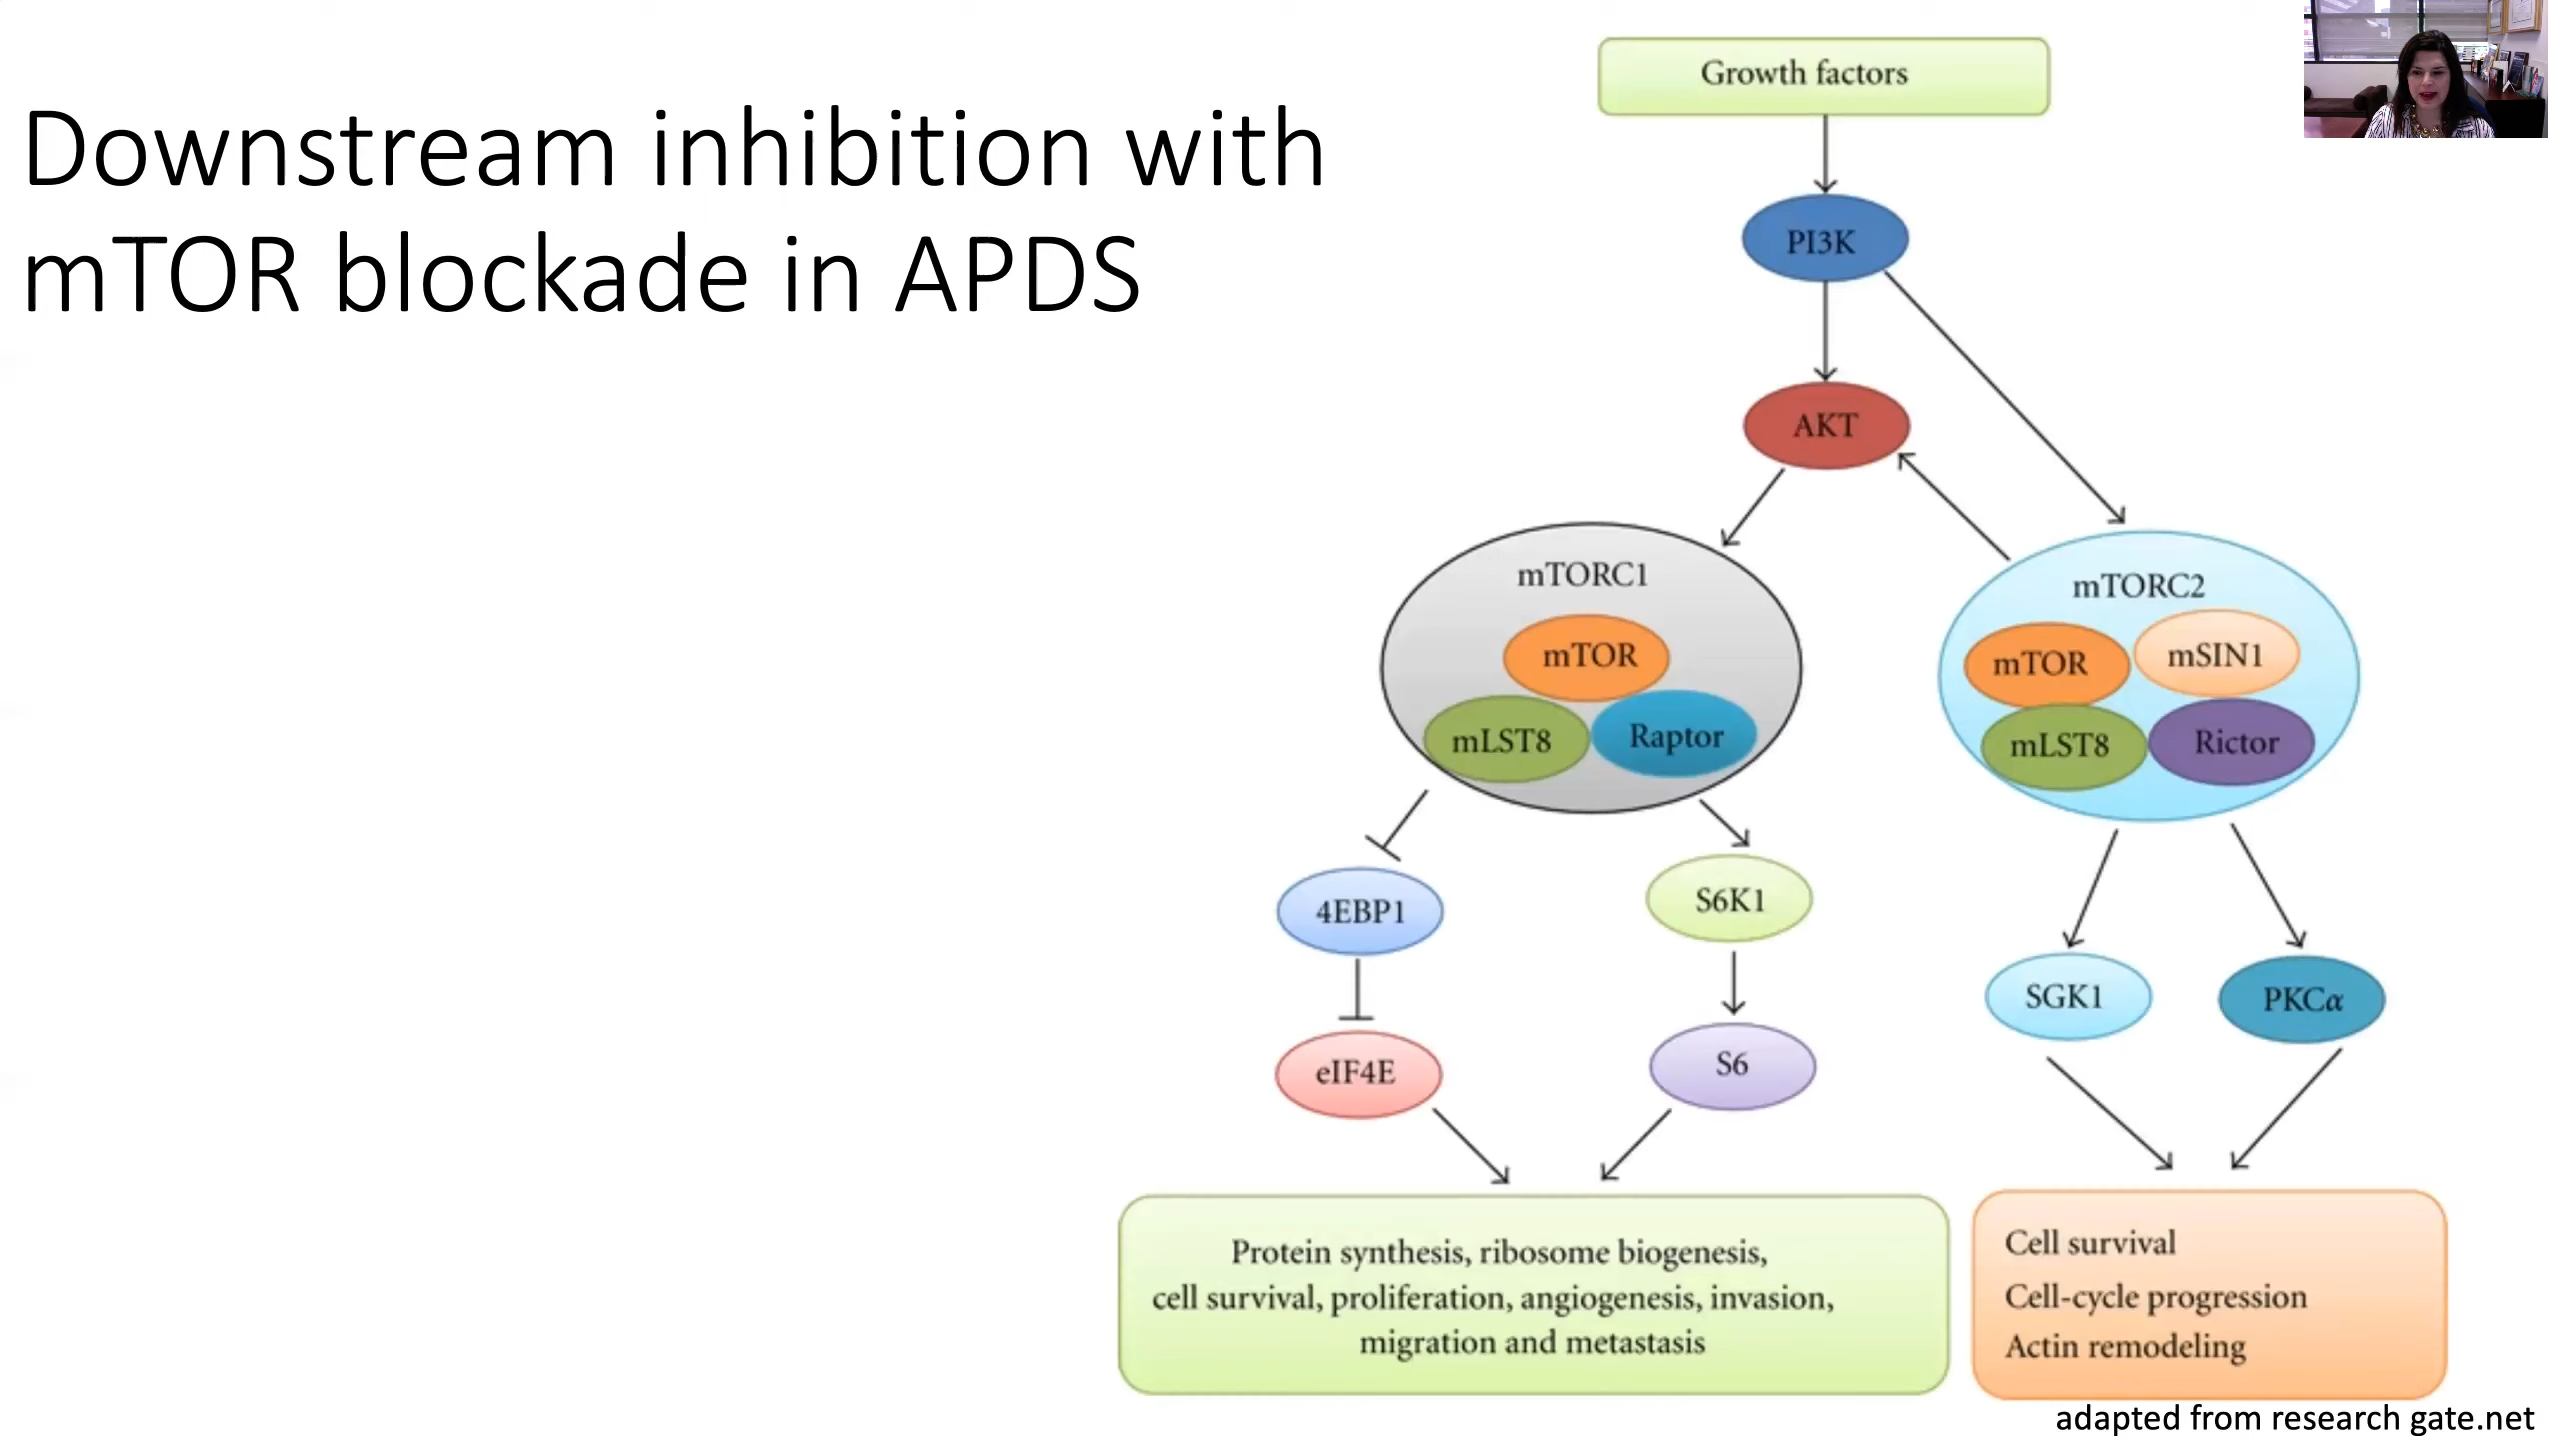 Downstream inhibition with
mTOR blockade in APDS
Growth factors
PI3K
AKT
mTORC1
mTOR
mLST8
Raptor
mTORC2
mTOR
mSIN1
mLST8
Rictor
4EBP1
S6K1
eIF4E
S6
SGK1
PKCα
Protein synthesis, ribosome biogenesis,
cell survival, proliferation, angiogenesis, invasion,
migration and metastasis
Cell survival
Cell-cycle progression
Actin remodeling
adapted from research gate.net